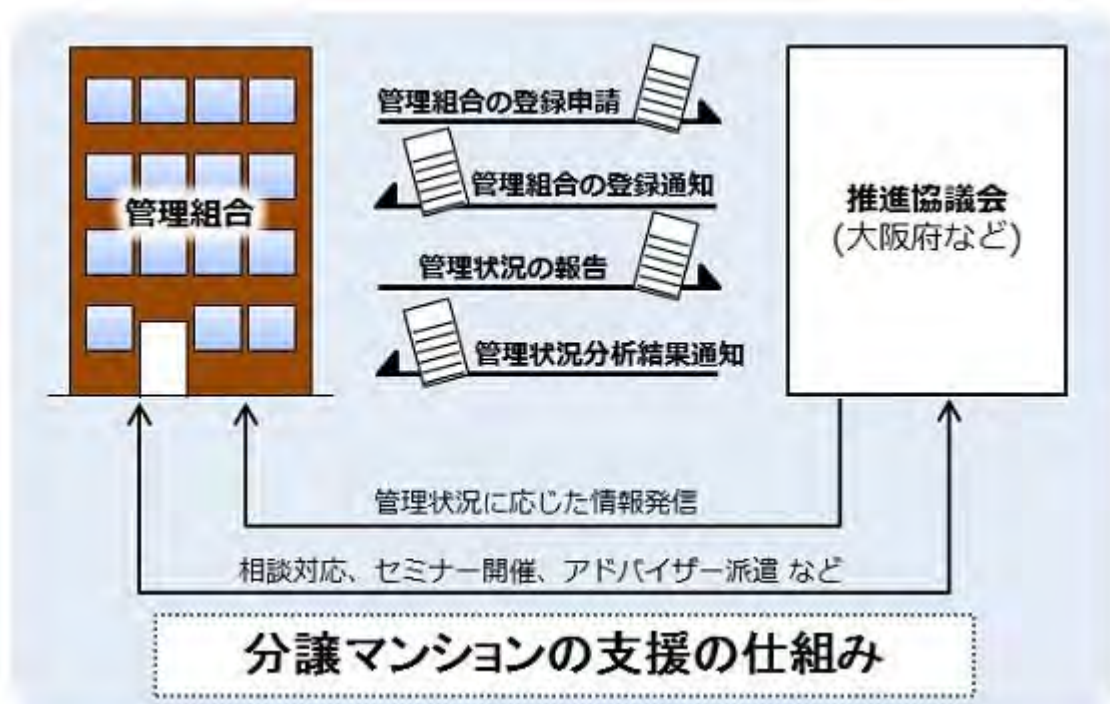 管理組合の登録申請
管理組合の登録通知
管理組合
推進協議会
(大阪府など)
管理状況の報告
管理状況分析結果通知
管理状況に応じた情報発信
相談対応、セミナー開催、アドバイザー派遣 など
分譲マンションの支援の仕組み